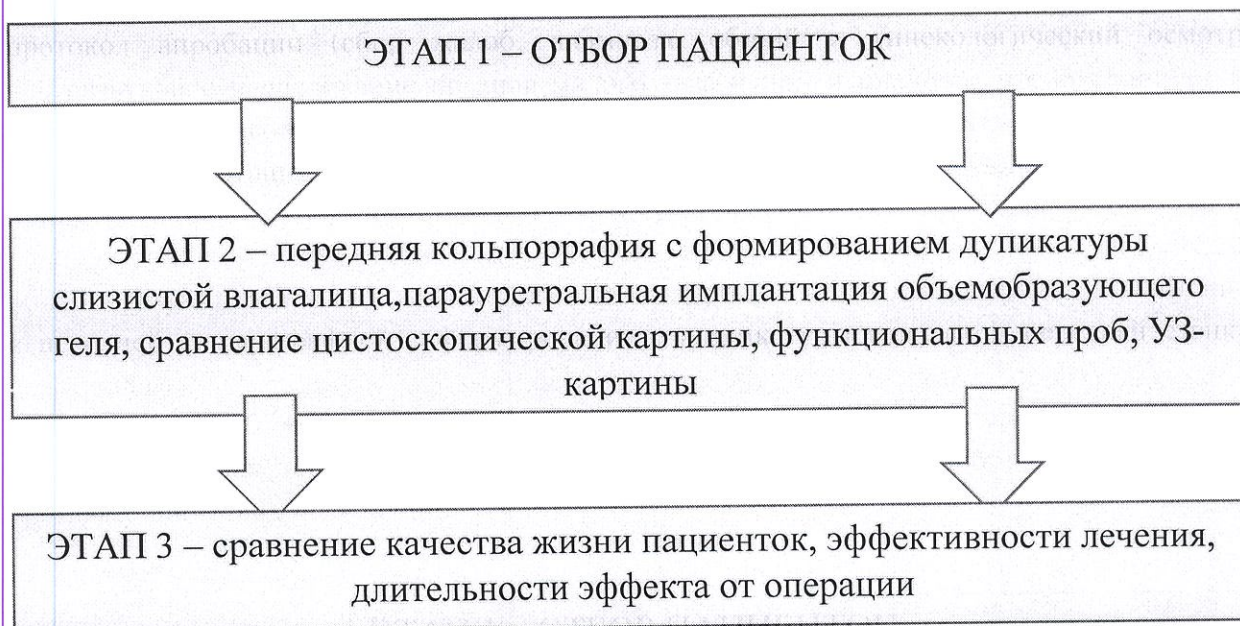 ЭТАП 1 – ОТБОР ПАЦИЕНТОК
ЭТАП 2 – передняя кольпоррафия с формированием дупикатуры
слизистой влагалища,парауретральная имплантация объемобразующего
геля, сравнение цистоскопической картины, функциональных проб, УЗ-
картины
ЭТАП 3 – сравнение качества жизни пациенток, эффективности лечения,
длительности эффекта от операции